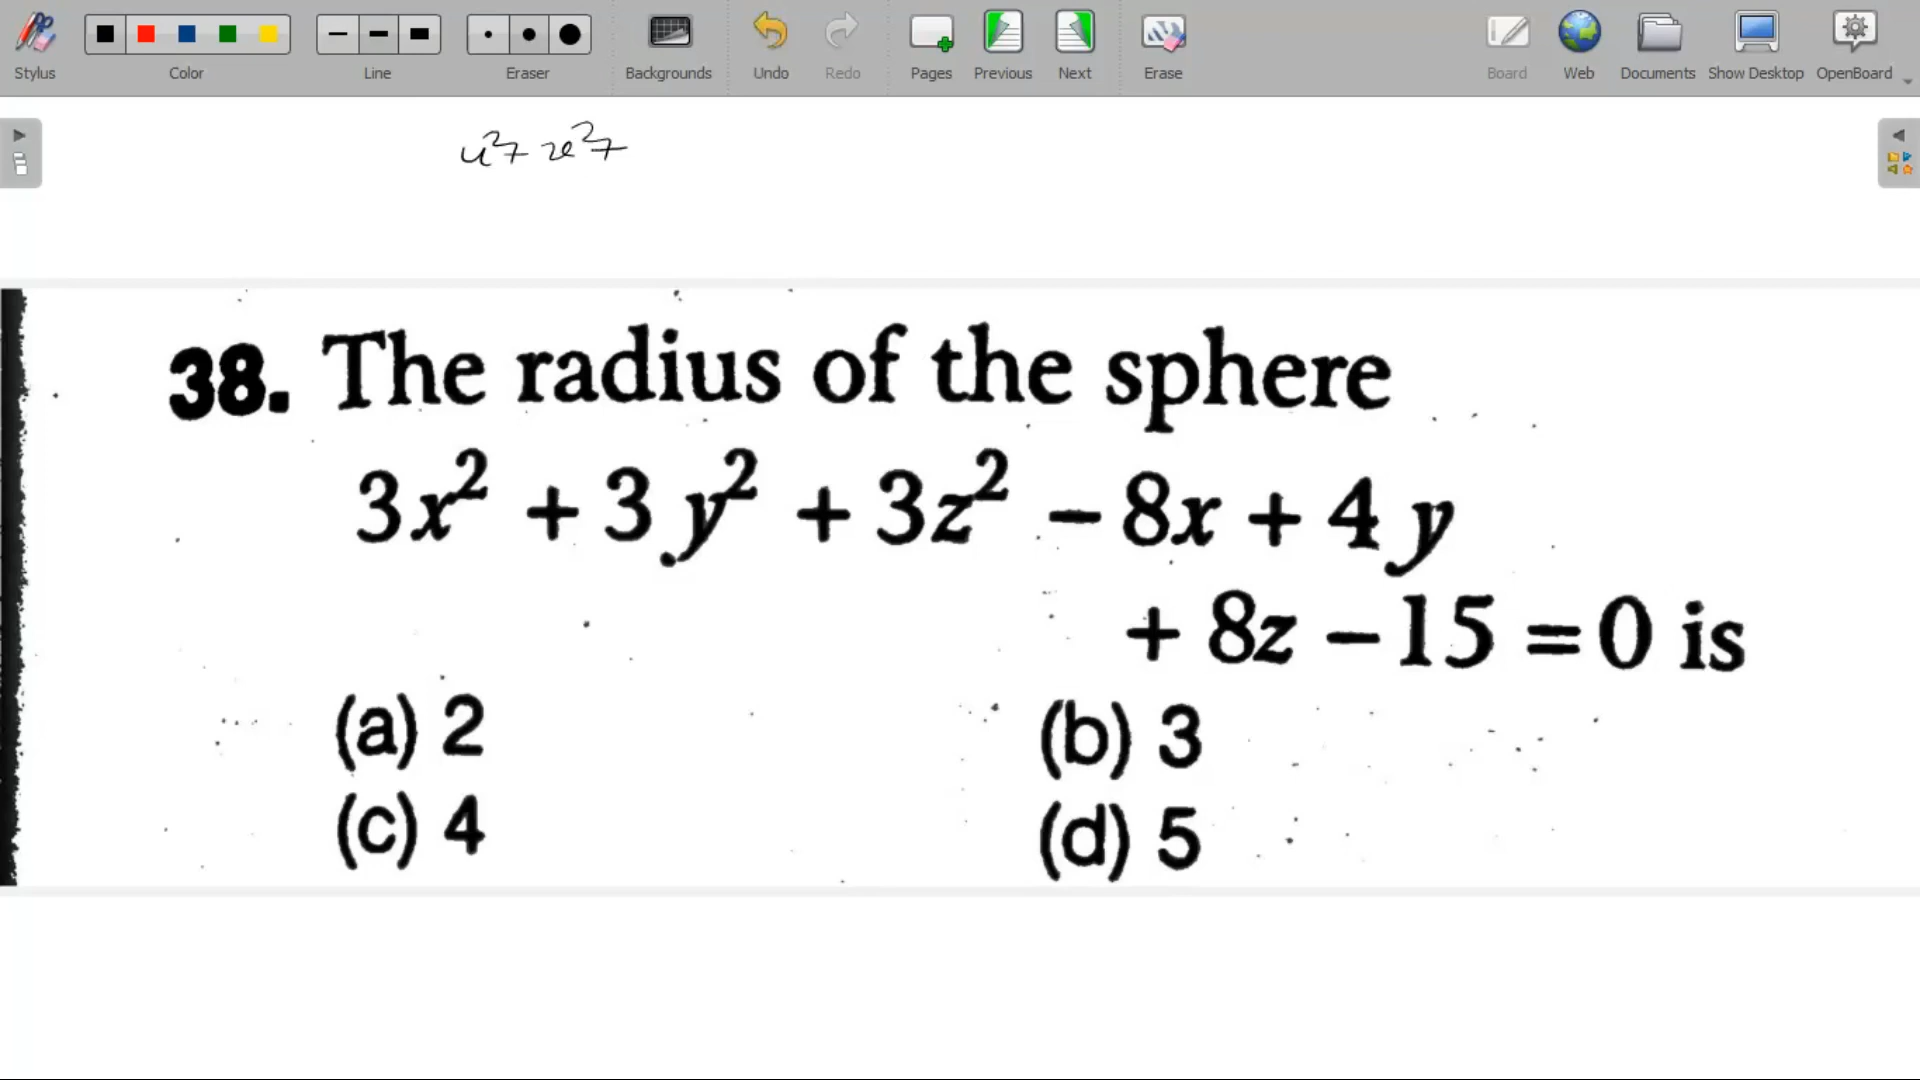 Stylus Color Line Eraser Backgrounds Undo Redo Pages Previous Next Erase Board Web Documents Show Desktop OpenBoard
38. The radius of the sphere
3x² + 3y² + 3z² – 8x + 4y
+ 8z – 15 = 0 is
(a) 2 (b) 3
(c) 4 (d) 5